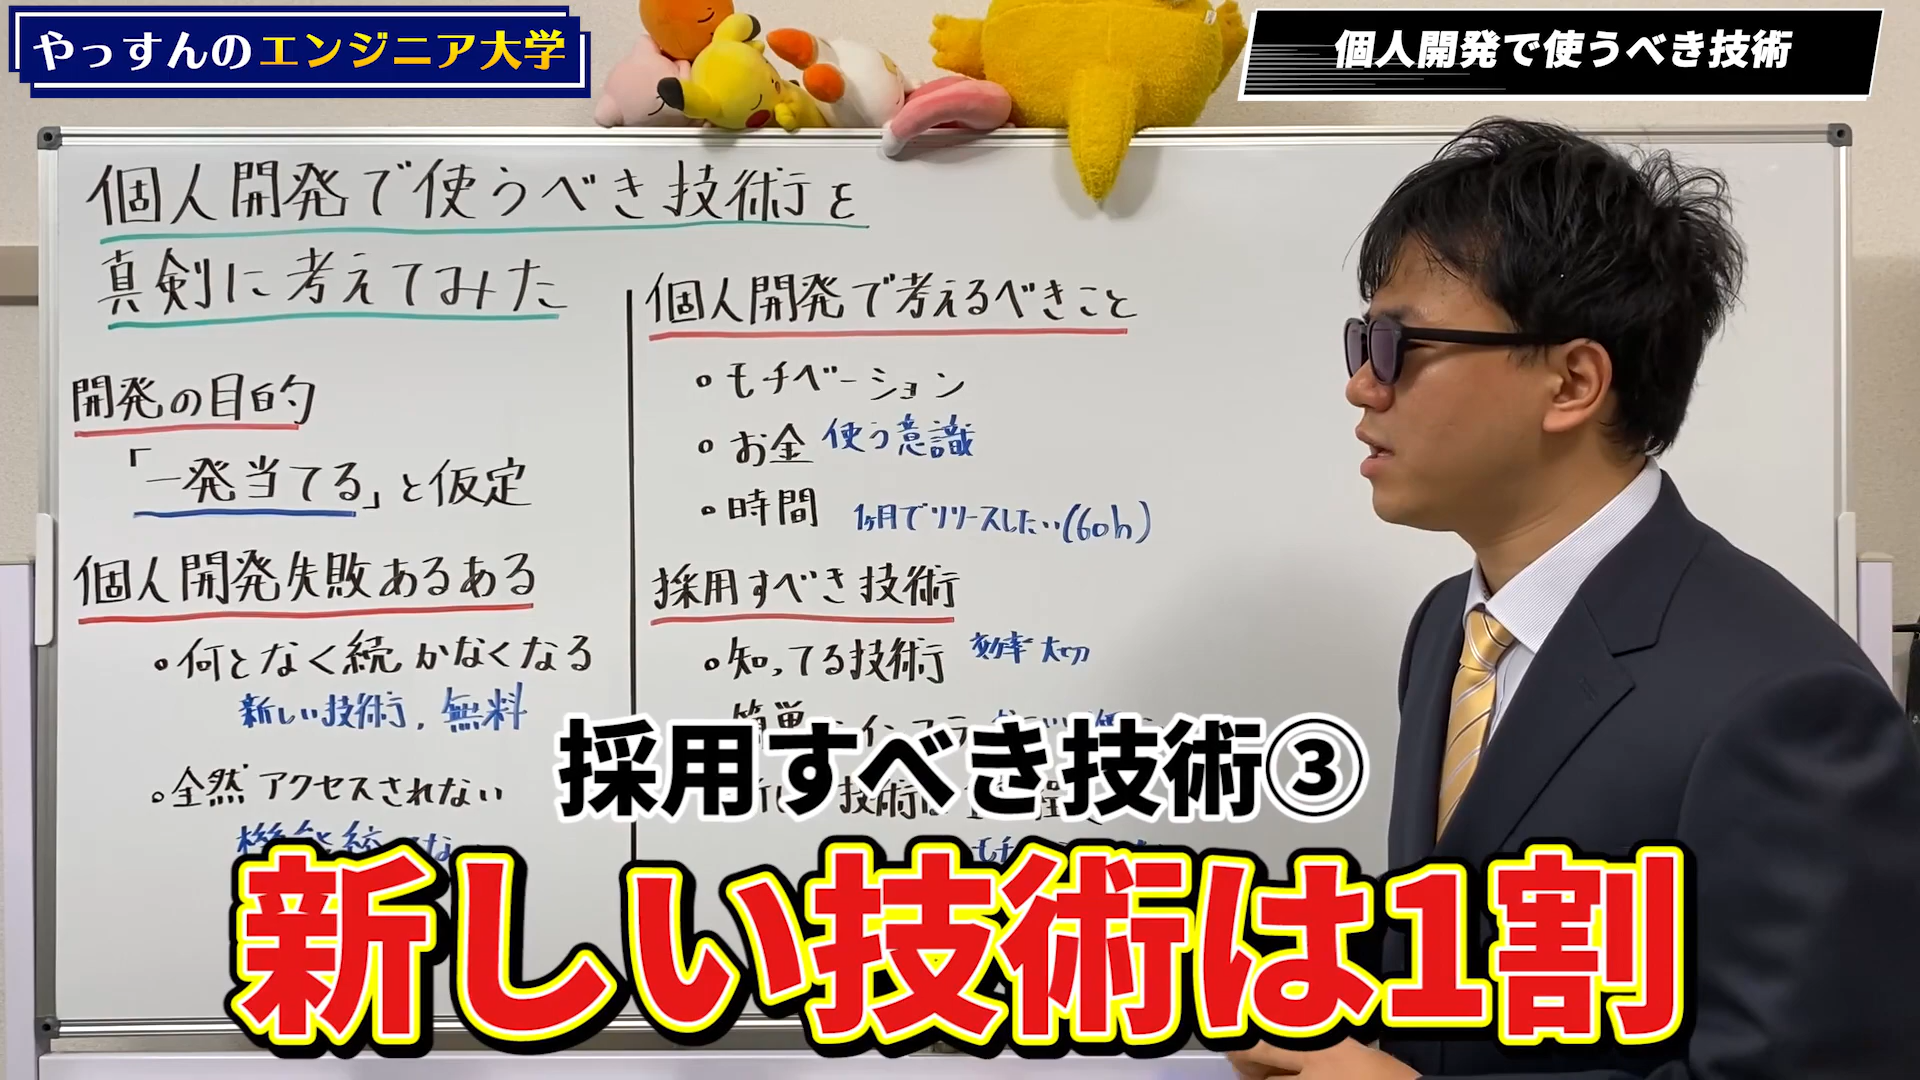 やっすんのエンジニア大学
個人開発で使うべき技術
個人開発で使うべき技術を
真剣に考えてみた
開発の目的
「一発当てる」と仮定
個人開発失敗あるある
・何となく続かなくなる
新しい技術, 無料
・全然アクセスされない
個人開発で考えるべきこと
・モチベーション
・お金 使う意識
・時間 1ヶ月でリリースしたい(60h)
採用すべき技術
・知ってる技術 効率大切
採用すべき技術③
新しい技術は1割